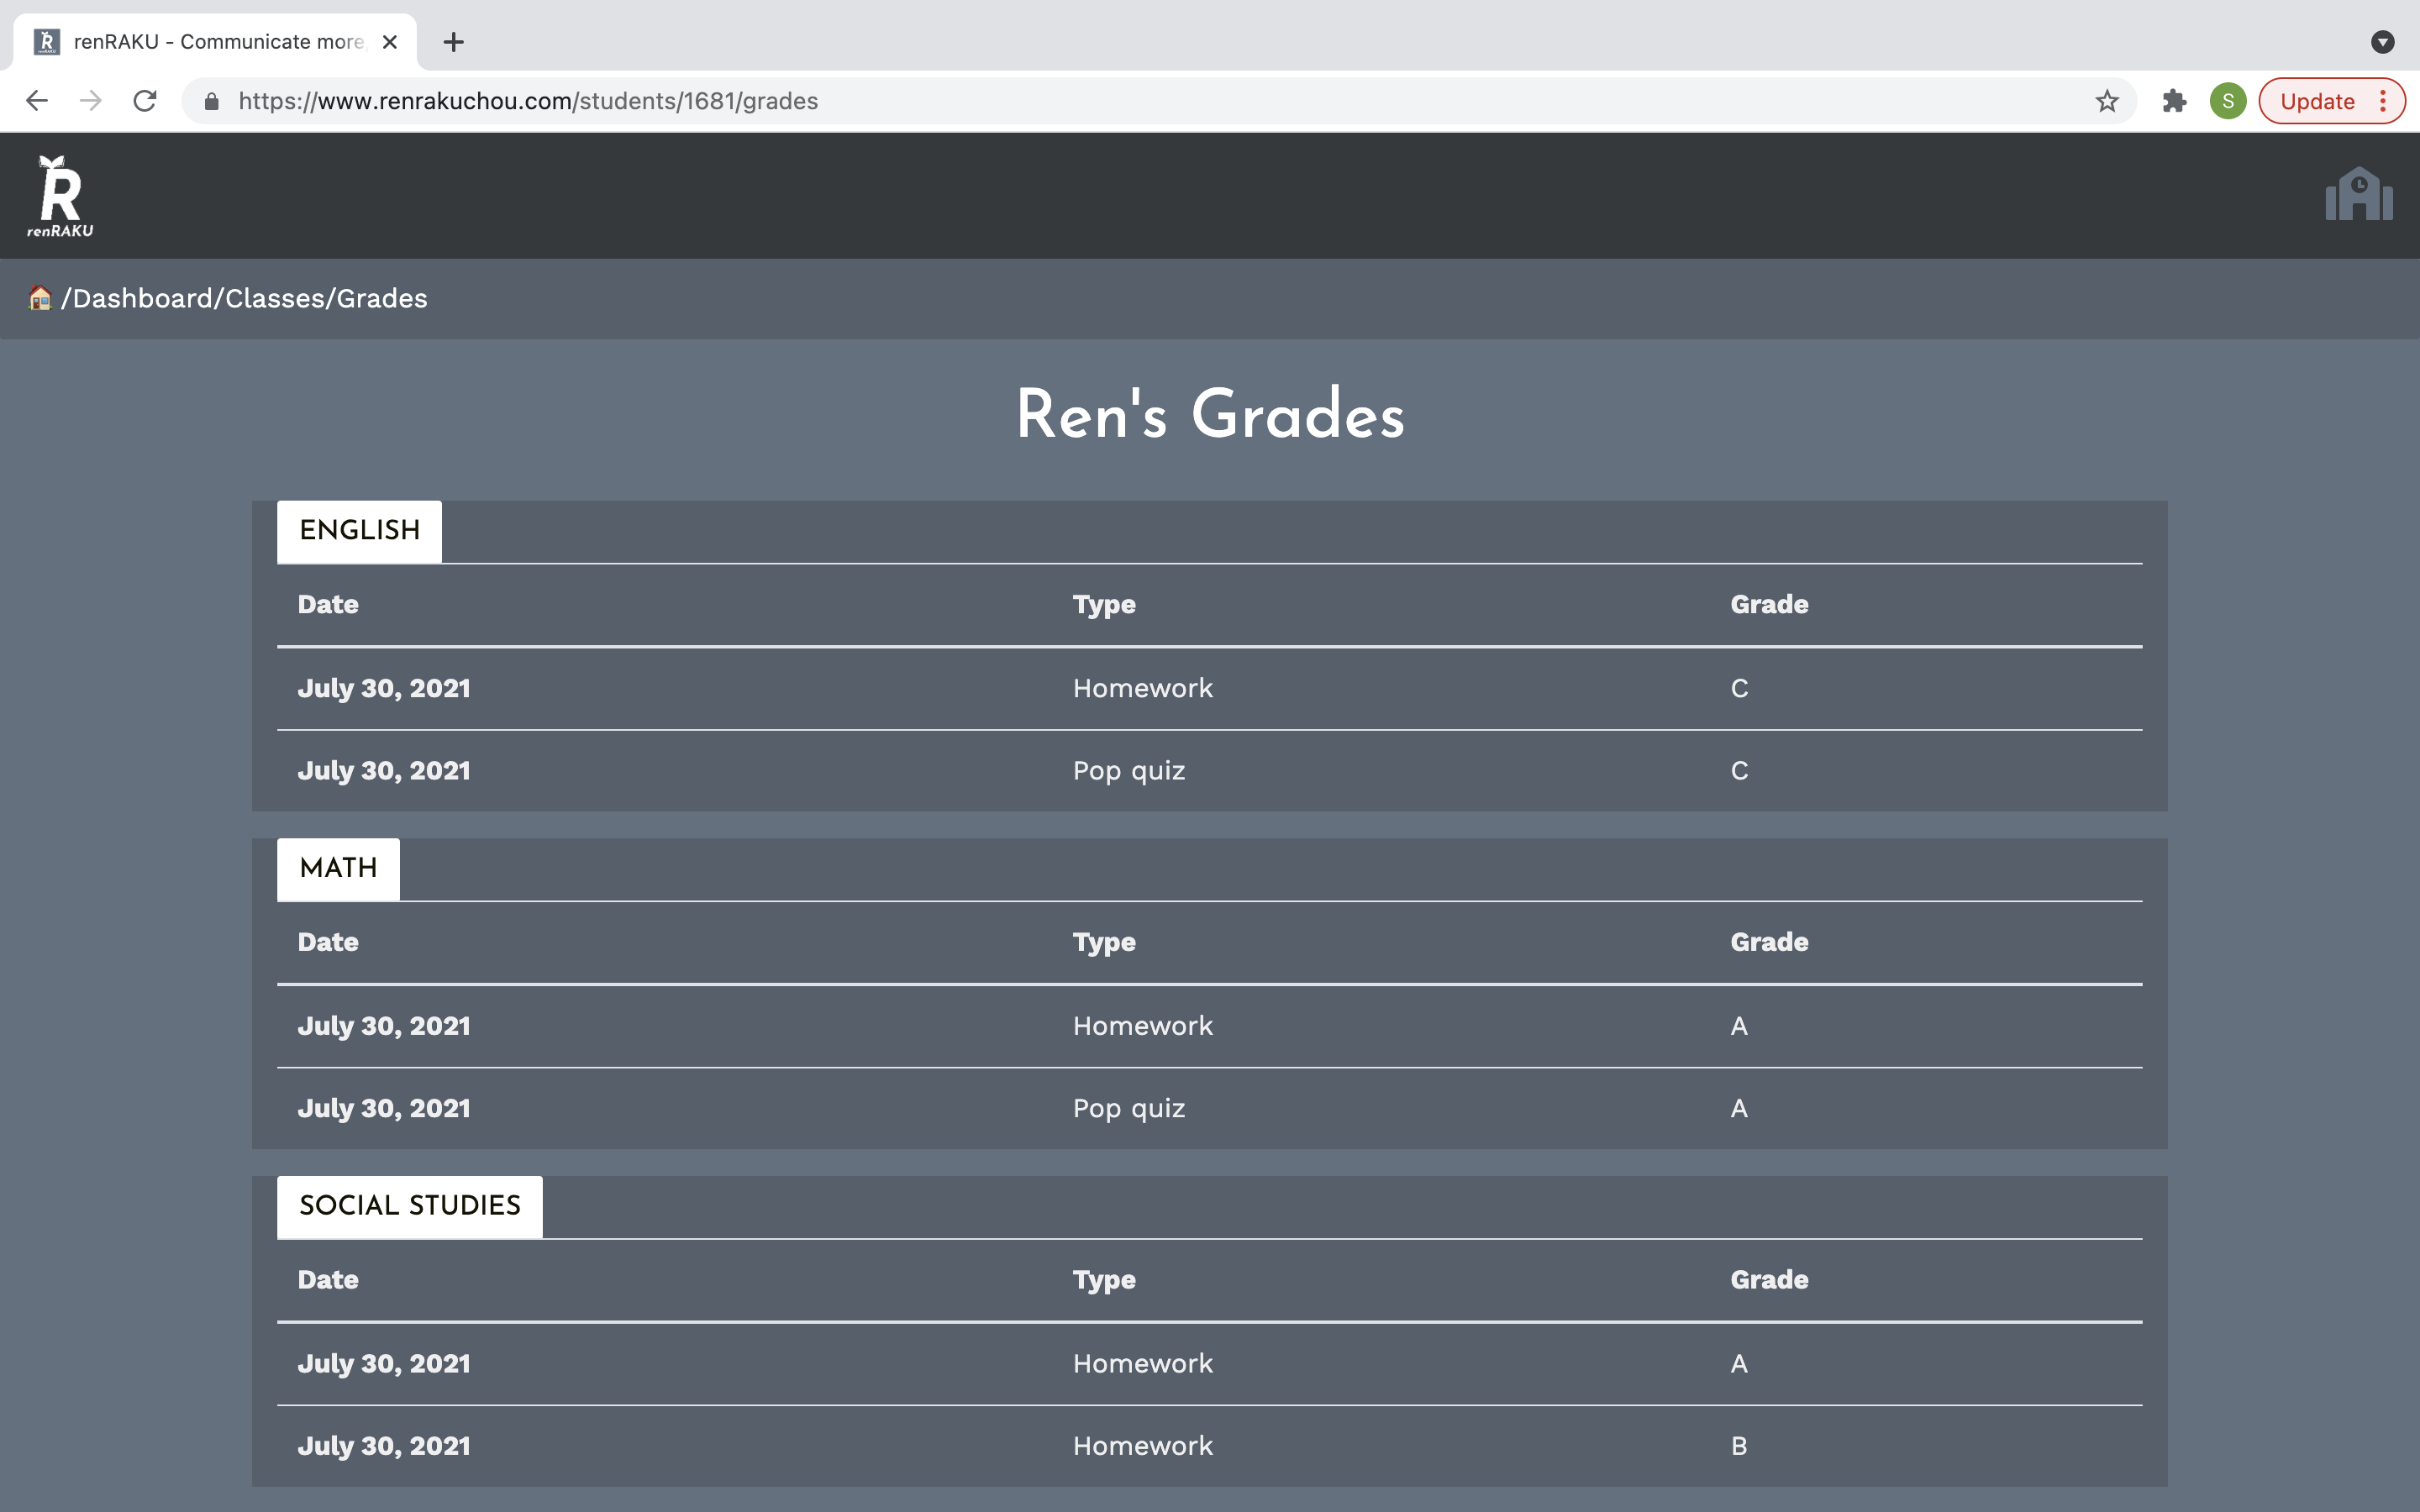 renRAKU - Communicate more,
https://www.renrakuchou.com/students/1681/grades
S
Update
R
renRAKU
/Dashboard/Classes/Grades
Ren's Grades
ENGLISH
Date Type Grade
July 30, 2021 Homework C
July 30, 2021 Pop quiz C
MATH
Date Type Grade
July 30, 2021 Homework A
July 30, 2021 Pop quiz A
SOCIAL STUDIES
Date Type Grade
July 30, 2021 Homework A
July 30, 2021 Homework B